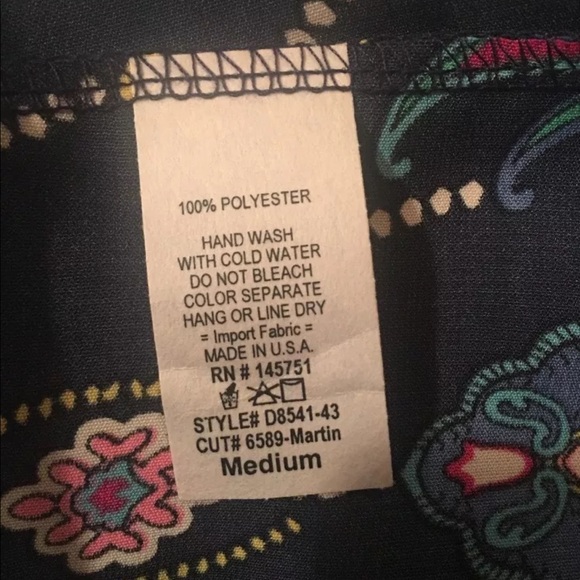 100% POLYESTER
HAND WASH
WITH COLD WATER
DO NOT BLEACH
COLOR SEPARATE
HANG OR LINE DRY
= Import Fabric =
MADE IN U.S.A.
RN # 145751
STYLE# D8541-43
CUT# 6589-Martin
Medium